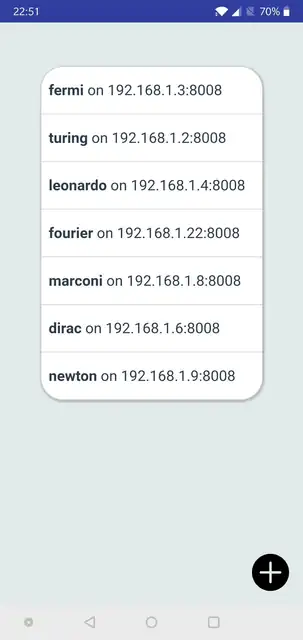 22:51
70%
fermi on 192.168.1.3:8008
turing on 192.168.1.2:8008
leonardo on 192.168.1.4:8008
fourier on 192.168.1.22:8008
marconi on 192.168.1.8:8008
dirac on 192.168.1.6:8008
newton on 192.168.1.9:8008